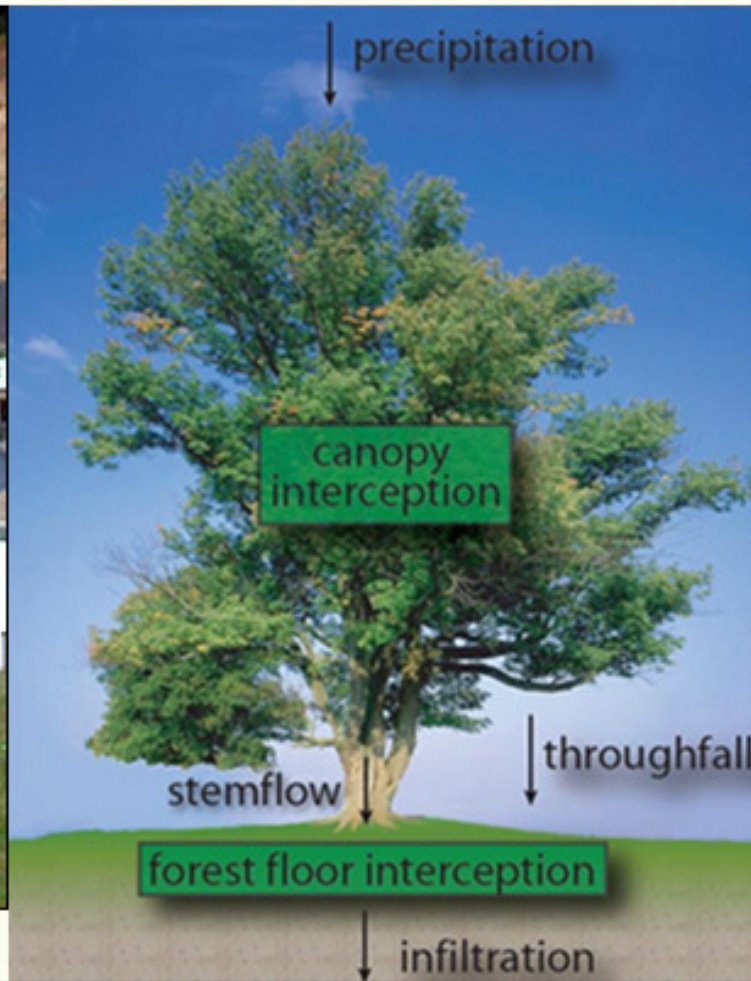 precipitation
canopy
interception
throughfall
stemflow
forest floor interception
infiltration